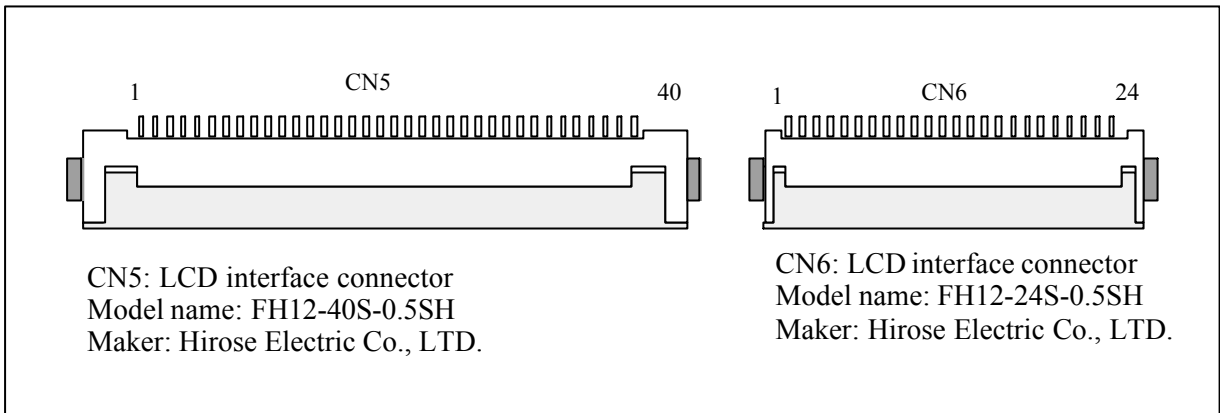 CN5
1 40
CN5: LCD interface connector
Model name: FH12-40S-0.5SH
Maker: Hirose Electric Co., LTD.
CN6
1 24
CN6: LCD interface connector
Model name: FH12-24S-0.5SH
Maker: Hirose Electric Co., LTD.